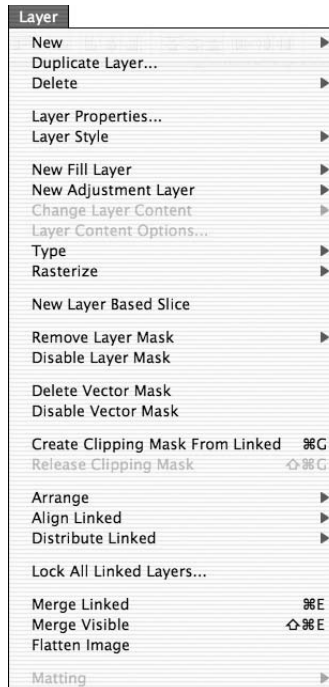 Layer
New
Duplicate Layer...
Delete
Layer Properties...
Layer Style
New Fill Layer
New Adjustment Layer
Change Layer Content
Layer Content Options...
Type
Rasterize
New Layer Based Slice
Remove Layer Mask
Disable Layer Mask
Delete Vector Mask
Disable Vector Mask
Create Clipping Mask From Linked ⌘G
Release Clipping Mask ⇧⌘G
Arrange
Align Linked
Distribute Linked
Lock All Linked Layers...
Merge Linked ⌘E
Merge Visible ⇧⌘E
Flatten Image
Matting